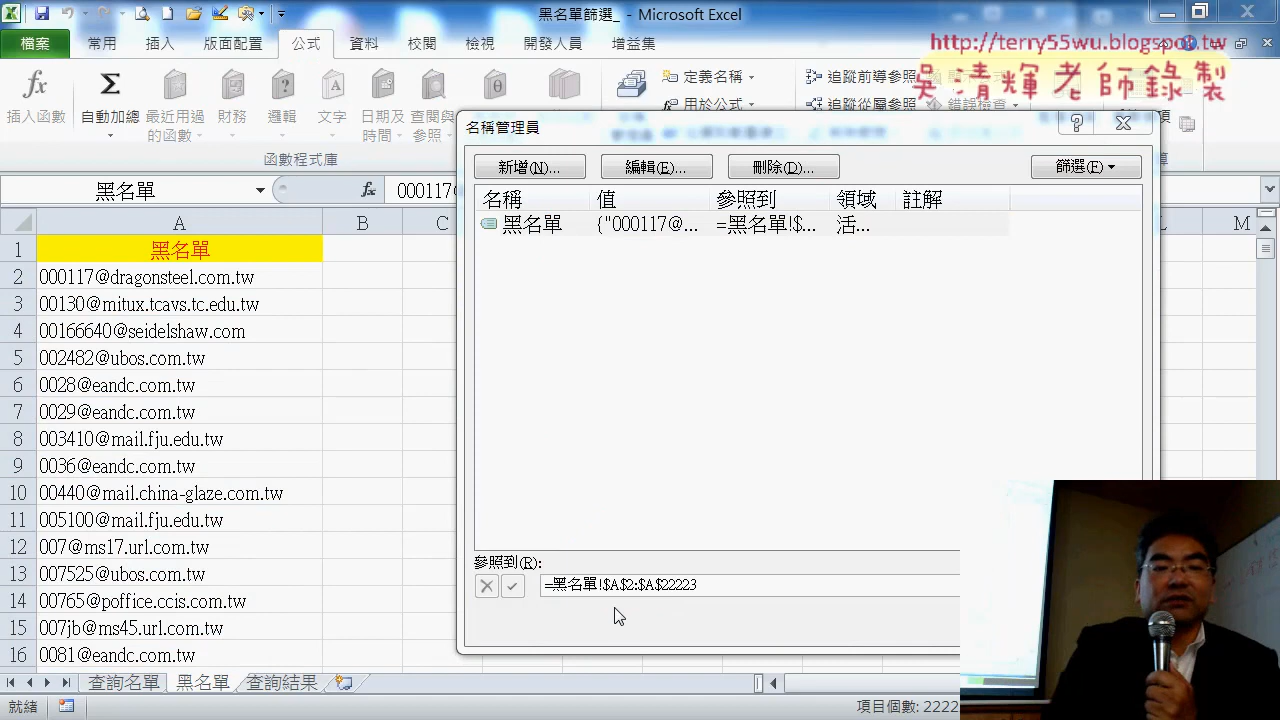 黑名單篩選_ - Microsoft Excel
檔案 常用 插入 版面配置 公式 資料 校閱 檢視 開發人員 增益集
http://terry55wu.blogspot.tw
吳清輝老師錄製
插入函數 自動加總 最近用過的函數 財務 邏輯 文字 日期及時間 查閱與參照
定義名稱
用於公式
追蹤前導參照
追蹤從屬參照
錯誤檢查
函數程式庫
名稱管理員
新增(N)... 編輯(E)... 刪除(D)... 篩選(F)
名稱 值 參照到 領域 註解
黑名單 {"000117@... =黑名單!$... 活...
黑名單 fx 000117
A B C L M
1 黑名單
2 000117@dragonsteel.com.tw
3 00130@mitux.tcavs.tc.edu.tw
4 00166640@seidelshaw.com
5 002482@ubos.com.tw
6 0028@eandc.com.tw
7 0029@eandc.com.tw
8 003410@mail.fju.edu.tw
9 0036@eandc.com.tw
10 00440@mail.china-glaze.com.tw
11 005100@mail.fju.edu.tw
12 007@ms17.url.com.tw
13 007525@ubos.com.tw
14 00765@poffice.ccis.com.tw
15 007jb@ms45.url.com.tw
16 0081@eandc.com.tw
參照到(R):
=黑名單!$A$2:$A$22223
查詢名單 黑名單 查詢結果
就緒 項目個數: 2222